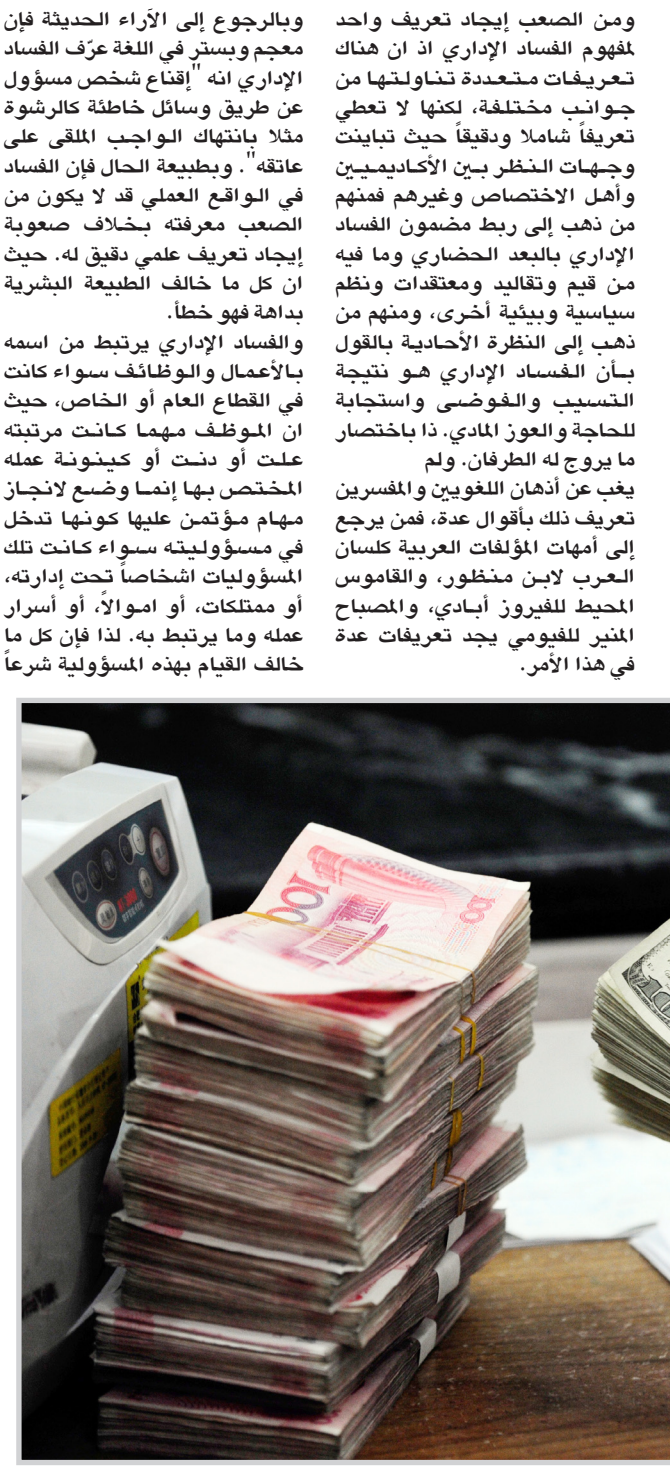 ومن الصعب إيجاد تعريف واحد
لمفهوم الفساد الإداري اذ ان هناك
تعريفات متعددة تناولتها من
جوانب مختلفة، لكنها لا تعطي
تعريفاً شاملا ودقيقاً حيث تباينت
وجهات النظر بين الأكاديميين
وأهل الاختصاص وغيرهم فمنهم
من ذهب إلى ربط مضمون الفساد
الإداري بالبعد الحضاري وما فيه
من قيم وتقاليد ومعتقدات ونظم
سياسية وبيئية أخرى، ومنهم من
ذهب إلى النظرة الأحادية بالقول
بأن الفساد الإداري هو نتيجة
التسيب والفوضى واستجابة
للحاجة والعوز المادي. ذا باختصار
ما يروج له الطرفان. ولم
يغب عن أذهان اللغويين والمفسرين
تعريف ذلك بأقوال عدة، فمن يرجع
إلى أمهات المؤلفات العربية كلسان
العرب لابن منظور، والقاموس
المحيط للفيروز أبادي، والمصباح
المنير للفيومي يجد تعريفات عدة
في هذا الأمر.
وبالرجوع إلى الآراء الحديثة فإن
معجم وبستر في اللغة عرّف الفساد
الإداري انه "إقناع شخص مسؤول
عن طريق وسائل خاطئة كالرشوة
مثلا بانتهاك الواجب الملقى على
عاتقه". وبطبيعة الحال فإن الفساد
في الواقع العملي قد لا يكون من
الصعب معرفته بخلاف صعوبة
إيجاد تعريف علمي دقيق له. حيث
ان كل ما خالف الطبيعة البشرية
بداهة فهو خطأ.
والفساد الإداري يرتبط من اسمه
بالأعمال والوظائف سواء كانت
في القطاع العام أو الخاص، حيث
ان الموظف مهما كانت مرتبته
علت أو دنت أو كينونة عمله
المختص بها إنما وضع لانجاز
مهام مؤتمن عليها كونها تدخل
في مسؤوليته سواء كانت تلك
المسؤوليات اشخاصاً تحت إدارته،
أو ممتلكات، أو اموالاً، أو أسرار
عمله وما يرتبط به. لذا فإن كل ما
خالف القيام بهذه المسؤولية شرعاً
100
100